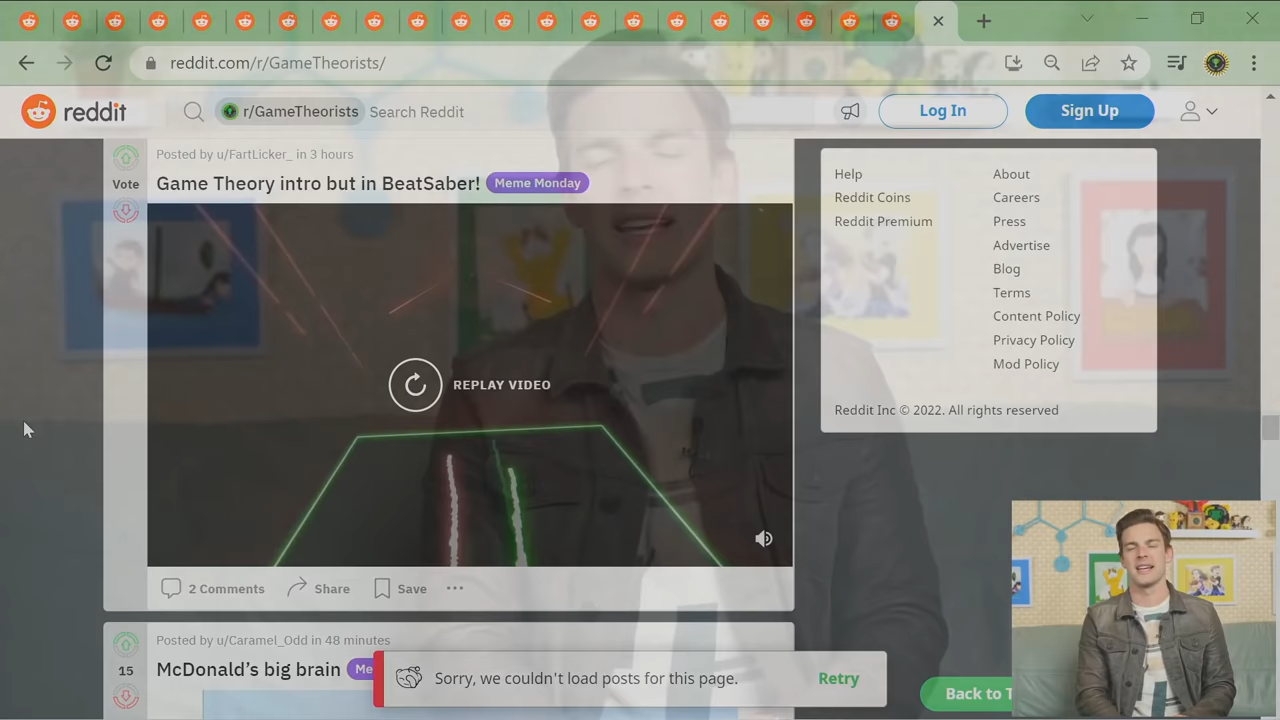 reddit.com/r/GameTheorists/
reddit
r/GameTheorists
Search Reddit
Log In
Sign Up
Posted by u/FartLicker_ in 3 hours
Vote
Game Theory intro but in BeatSaber!
Meme Monday
REPLAY VIDEO
2 Comments
Share
Save
Posted by u/Caramel_Odd in 48 minutes
15
McDonald’s big brain
Me
Help
Reddit Coins
Reddit Premium
About
Careers
Press
Advertise
Blog
Terms
Content Policy
Privacy Policy
Mod Policy
Reddit Inc © 2022. All rights reserved
Sorry, we couldn't load posts for this page.
Retry
Back to T